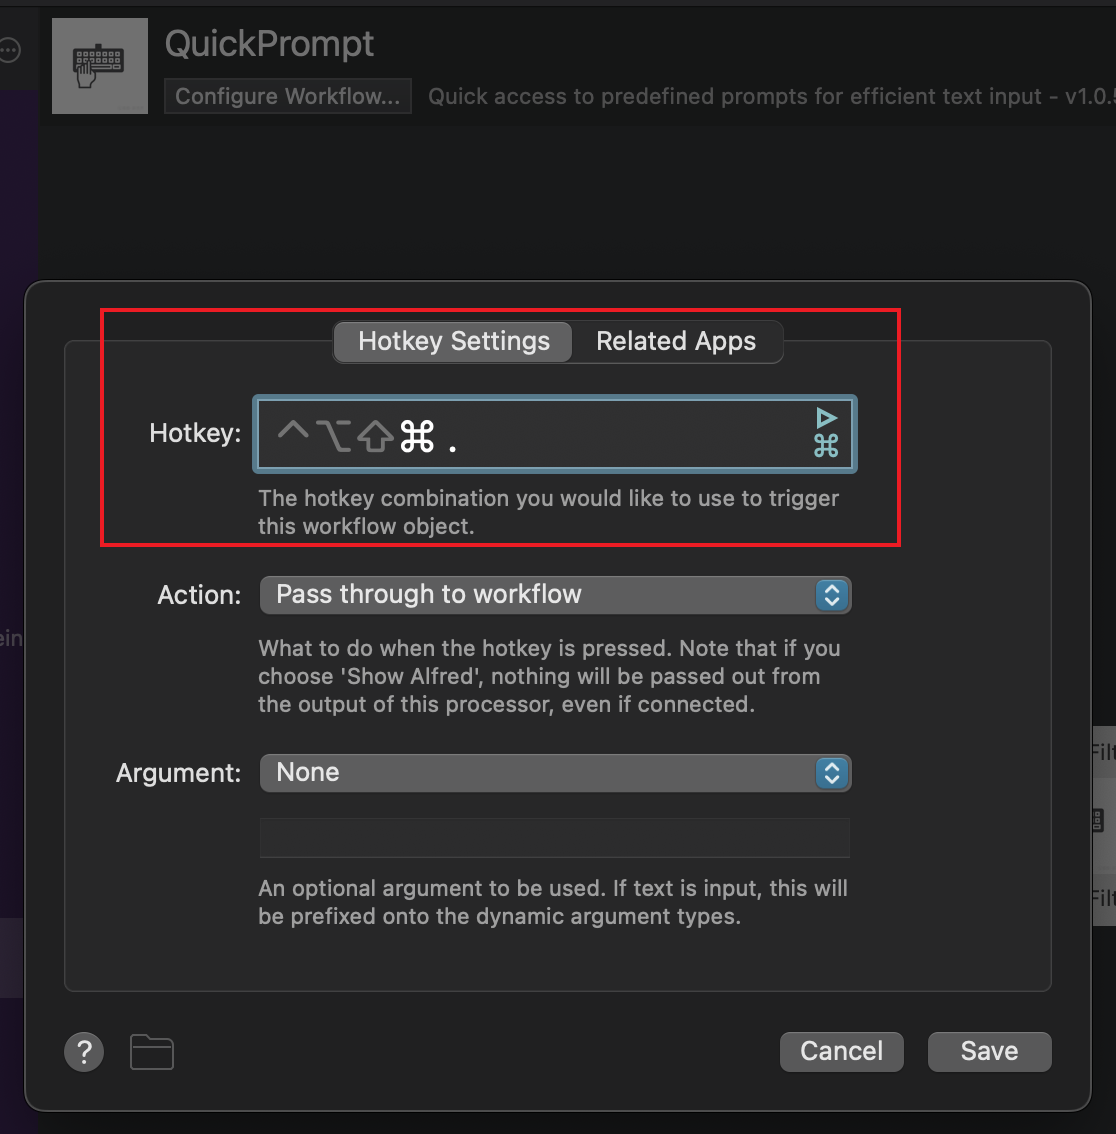 QuickPrompt
Configure Workflow...
Quick access to predefined prompts for efficient text input - v1.0.5
Hotkey Settings
Related Apps
Hotkey:
^⌥⇧⌘ .
⌘
The hotkey combination you would like to use to trigger
this workflow object.
Action:
Pass through to workflow
What to do when the hotkey is pressed. Note that if you
choose 'Show Alfred', nothing will be passed out from
the output of this processor, even if connected.
Argument:
None
An optional argument to be used. If text is input, this will
be prefixed onto the dynamic argument types.
?
Cancel
Save